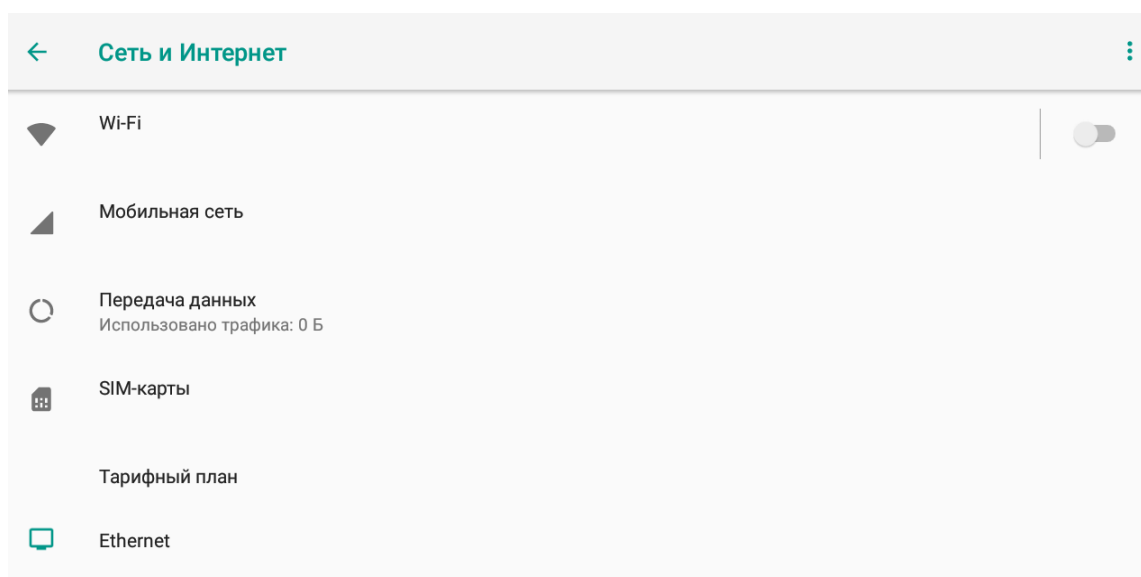 Сеть и Интернет
Wi-Fi
Мобильная сеть
Передача данных
Использовано трафика: 0 Б
SIM-карты
Тарифный план
Ethernet